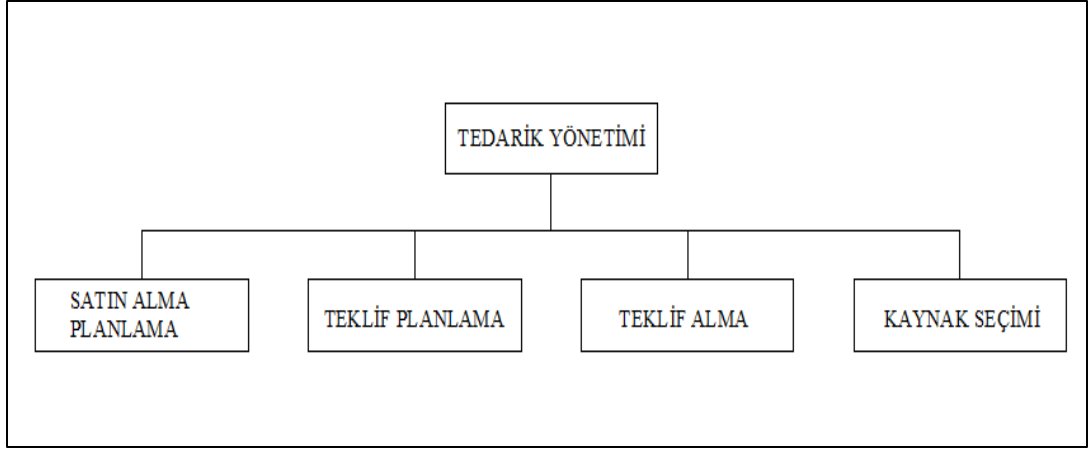 TEDARİK YÖNETİMİ
SATIN ALMA
PLANLAMA
TEKLİF PLANLAMA
TEKLİF ALMA
KAYNAK SEÇİMİ